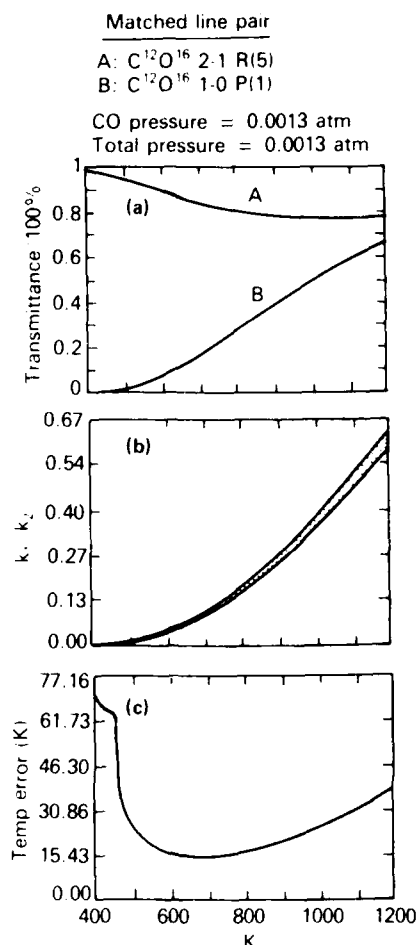 Matched line pair
A: C¹²O¹⁶ 2-1 R(5)
B: C¹²O¹⁶ 1-0 P(1)
CO pressure = 0.0013 atm
Total pressure = 0.0013 atm
Transmittance 100%
1
0.8
0.6
0.4
0.2
0
(a)
A
B
k, k₂
0.67
0.54
0.40
0.27
0.13
0.00
(b)
Temp error (K)
77.16
61.73
46.30
30.86
15.43
0.00
(c)
400 600 800 1000 1200
K